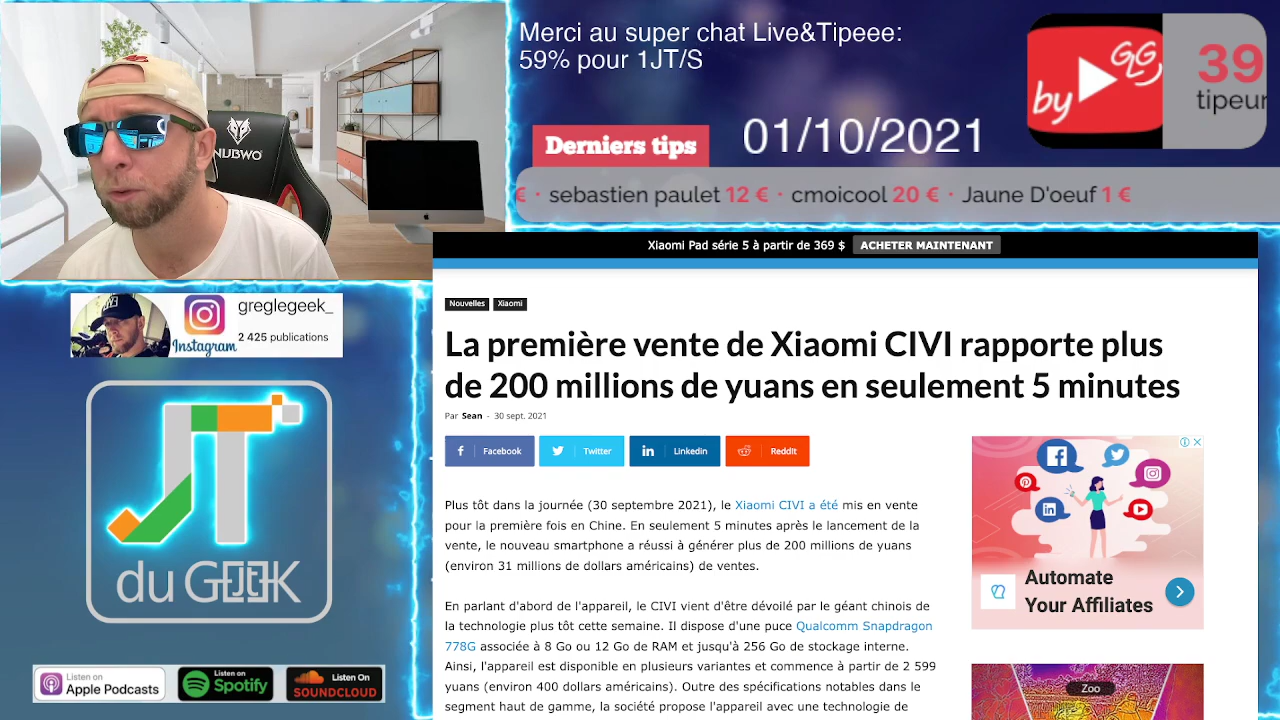 Merci au super chat Live&Tipeee:
59% pour 1JT/S
by GLG
39
tipeur
Derniers tips
01/10/2021
€ · sebastien paulet 12 € · cmoicool 20 € · Jaune D'oeuf 1 €
NUBWO
Xiaomi Pad série 5 à partir de 369 $ ACHETER MAINTENANT
Nouvelles Xiaomi
La première vente de Xiaomi CIVI rapporte plus
de 200 millions de yuans en seulement 5 minutes
Par Sean - 30 sept. 2021
Facebook Twitter Linkedin ReddIt
Plus tôt dans la journée (30 septembre 2021), le Xiaomi CIVI a été mis en vente
pour la première fois en Chine. En seulement 5 minutes après le lancement de la
vente, le nouveau smartphone a réussi à générer plus de 200 millions de yuans
(environ 31 millions de dollars américains) de ventes.
En parlant d'abord de l'appareil, le CIVI vient d'être dévoilé par le géant chinois de
la technologie plus tôt cette semaine. Il dispose d'une puce Qualcomm Snapdragon
778G associée à 8 Go ou 12 Go de RAM et jusqu'à 256 Go de stockage interne.
Ainsi, l'appareil est disponible en plusieurs variantes et commence à partir de 2 599
yuans (environ 400 dollars américains). Outre des spécifications notables dans le
segment haut de gamme, la société propose l'appareil avec une technologie de
Automate
Your Affiliates
Zoo
greglegeek_
2 425 publications
Instagram
JT
du GEEK
Listen on
Apple Podcasts
Listen on
Spotify
Listen On
SOUNDCLOUD